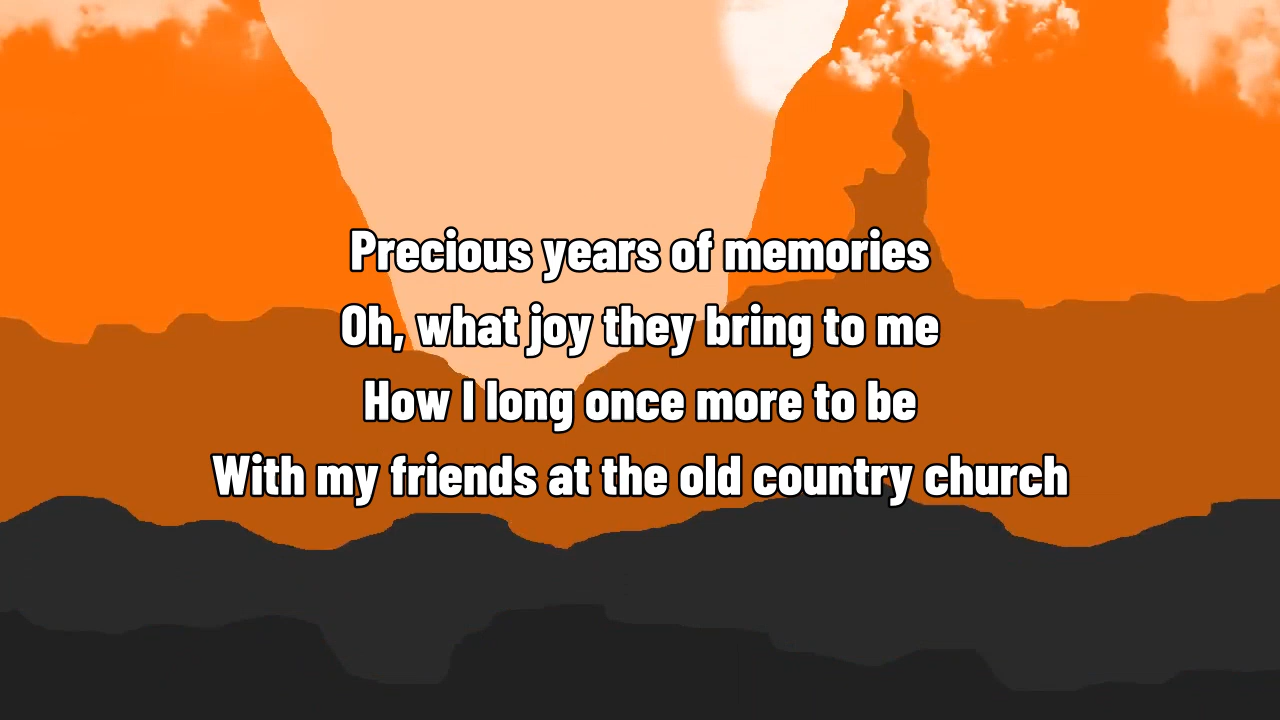 Precious years of memories
Oh, what joy they bring to me
How I long once more to be
With my friends at the old country church